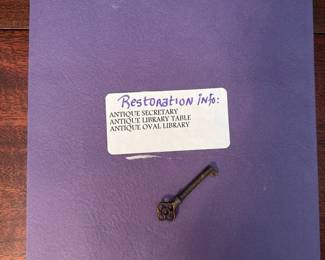 Restoration info:
ANTIQUE SECRETARY
ANTIQUE LIBRARY TABLE
ANTIQUE OVAL LIBRARY